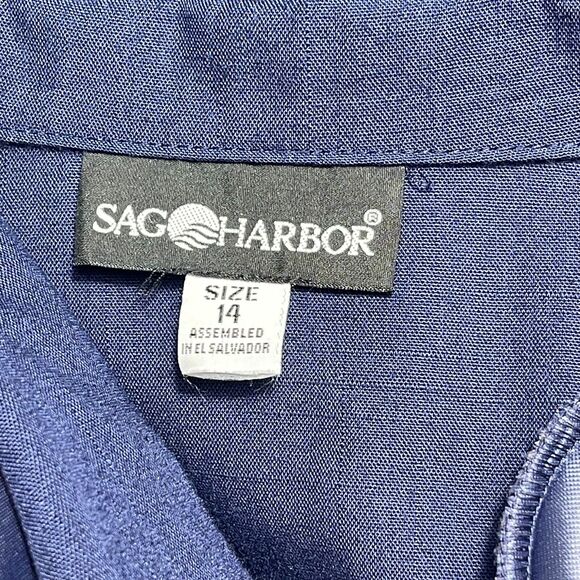 SAG HARBOR®
SIZE
14
ASSEMBLED
IN EL SALVADOR